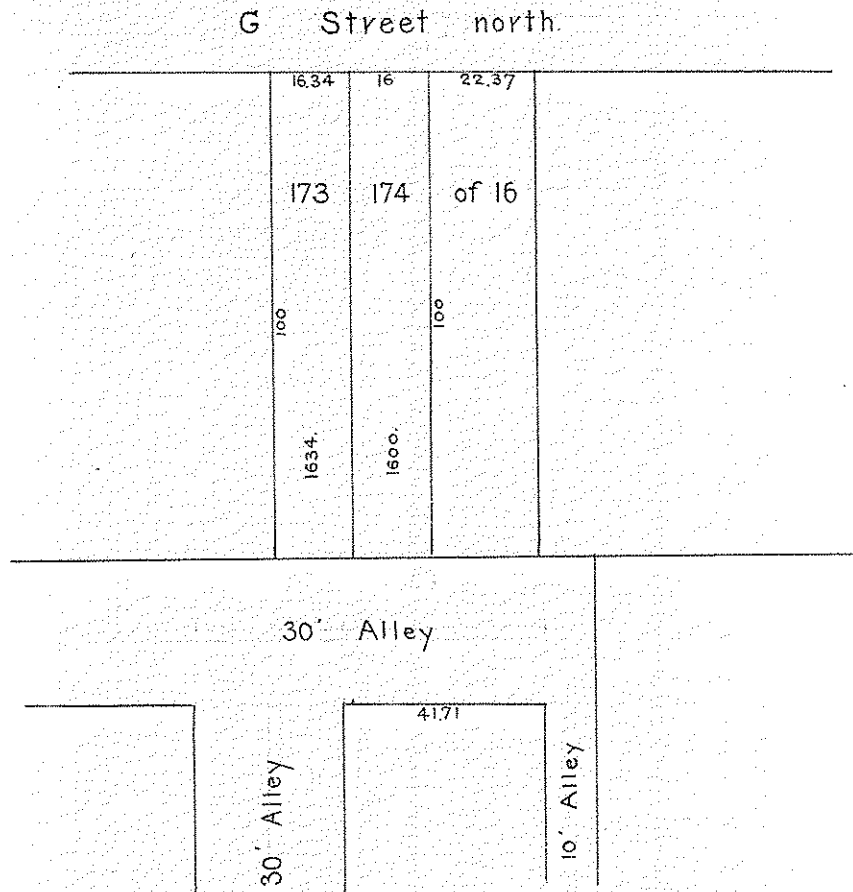 G Street north.
16.34 16 22.37
173 174 of 16
100 100
1634. 1600.
30' Alley
41.71
30' Alley
10' Alley